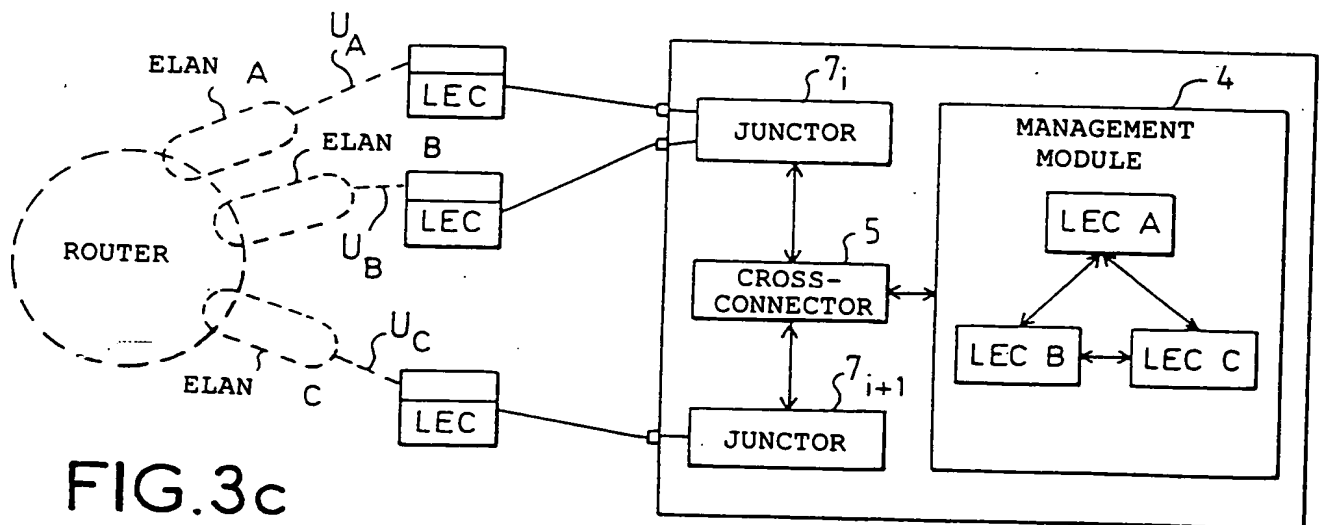 U_A
ELAN A
LEC
7_i
4
JUNCTOR
MANAGEMENT
MODULE
ELAN B
LEC
U_B
LEC A
ROUTER
5
CROSS-
CONNECTOR
U_C
LEC B
LEC C
ELAN C
7_{i+1}
LEC
JUNCTOR
FIG.3c